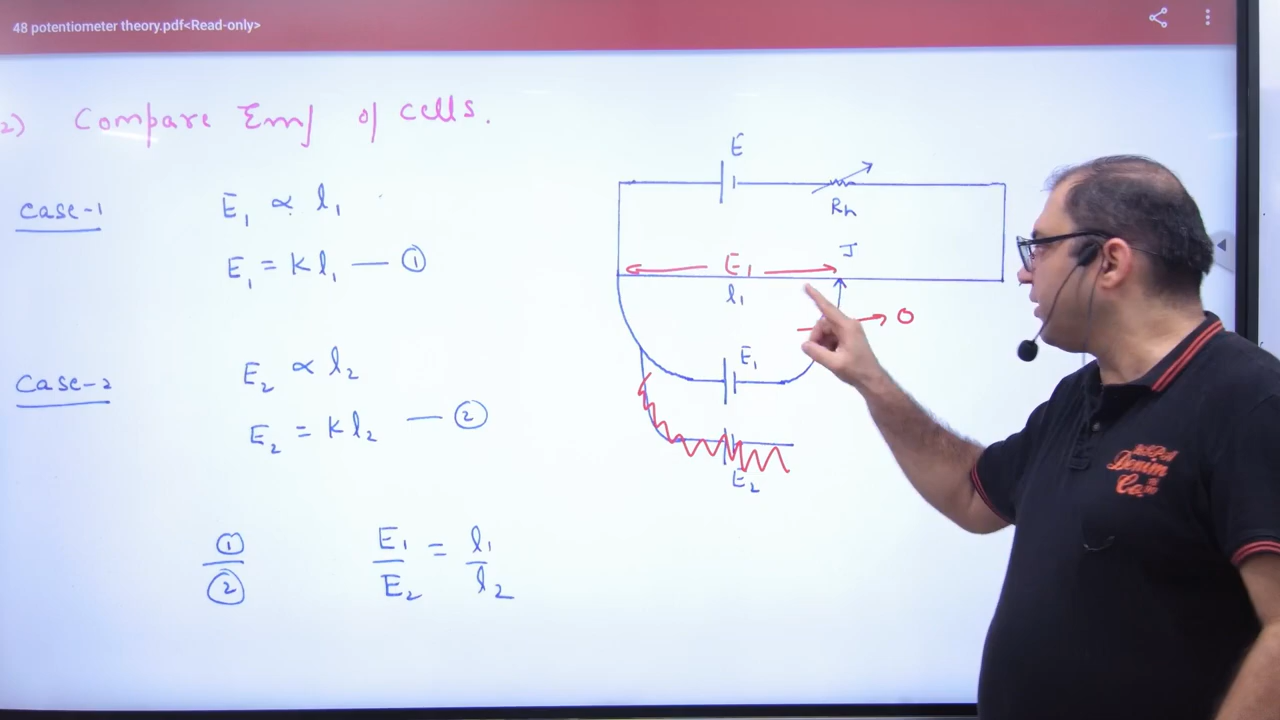 48 potentiometer theory.pdf<Read-only>
2) Compare Emf of cells.
Case-1
E₁ ∝ l₁
E₁ = K l₁ — ①
Case-2
E₂ ∝ l₂
E₂ = K l₂ — ②
①/②
E₁/E₂ = l₁/l₂
E
Rh
J
E₁
l₁
0
E₁
E₂
Denim